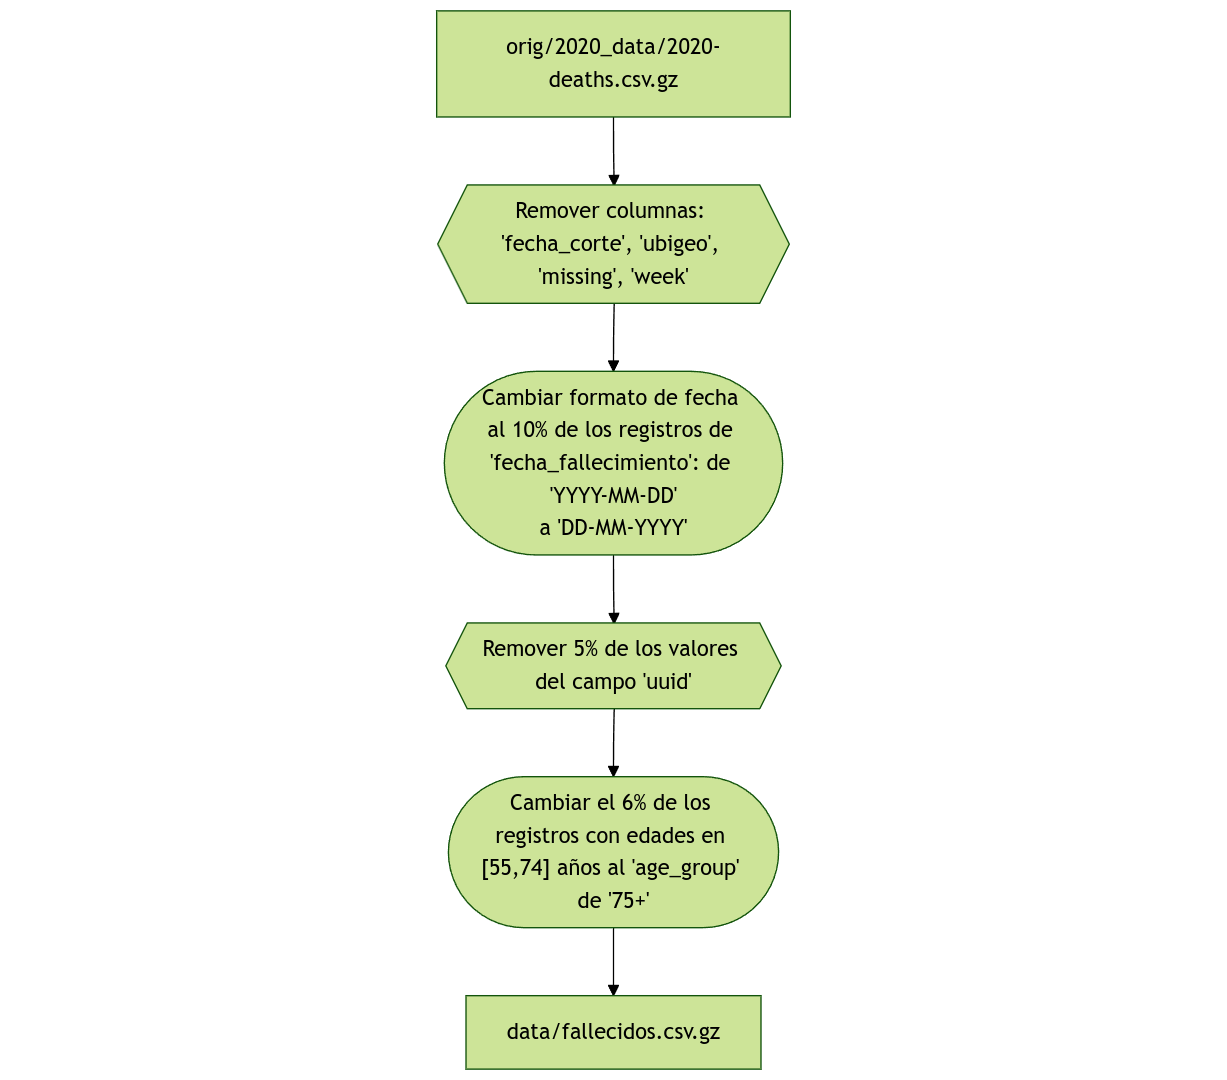 orig/2020_data/2020-
deaths.csv.gz
Remover columnas:
'fecha_corte', 'ubigeo',
'missing', 'week'
Cambiar formato de fecha
al 10% de los registros de
'fecha_fallecimiento': de
'YYYY-MM-DD'
a 'DD-MM-YYYY'
Remover 5% de los valores
del campo 'uuid'
Cambiar el 6% de los
registros con edades en
[55,74] años al 'age_group'
de '75+'
data/fallecidos.csv.gz